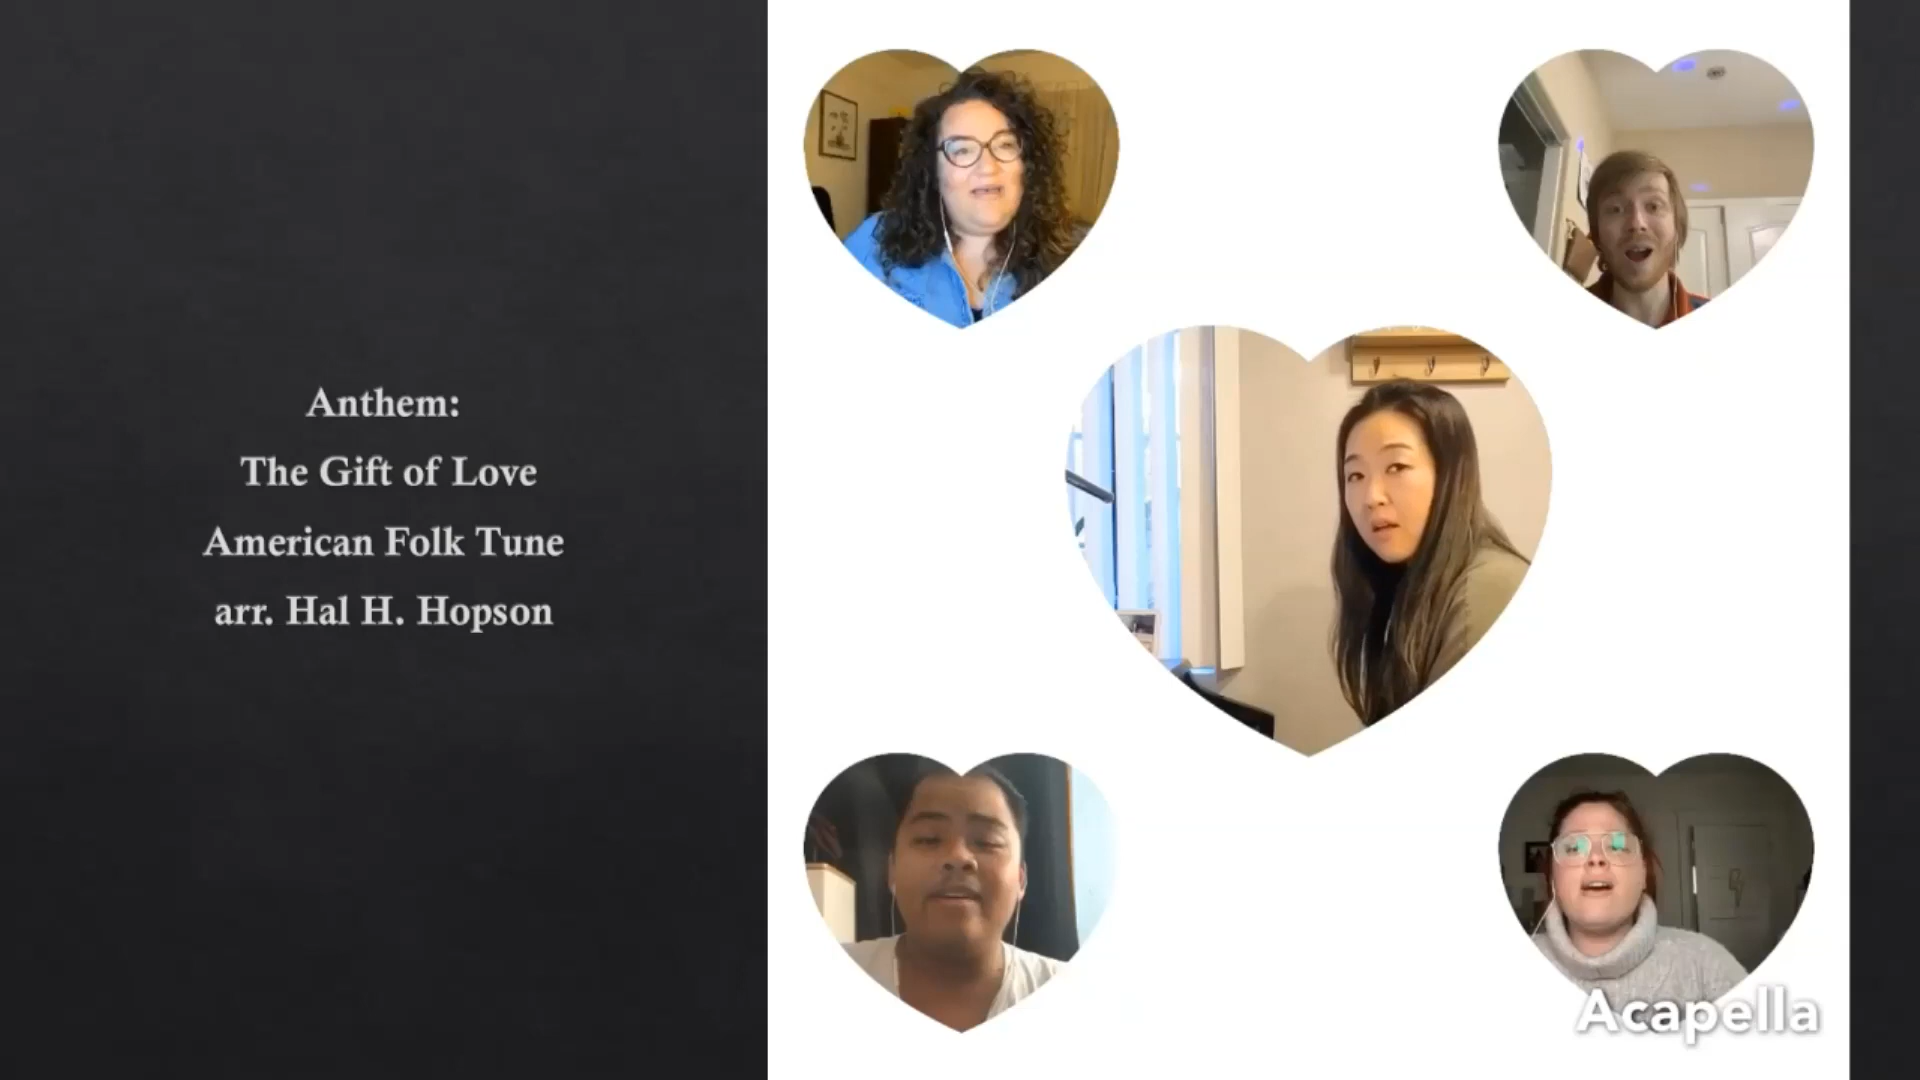 Anthem:
The Gift of Love
American Folk Tune
arr. Hal H. Hopson
Acapella